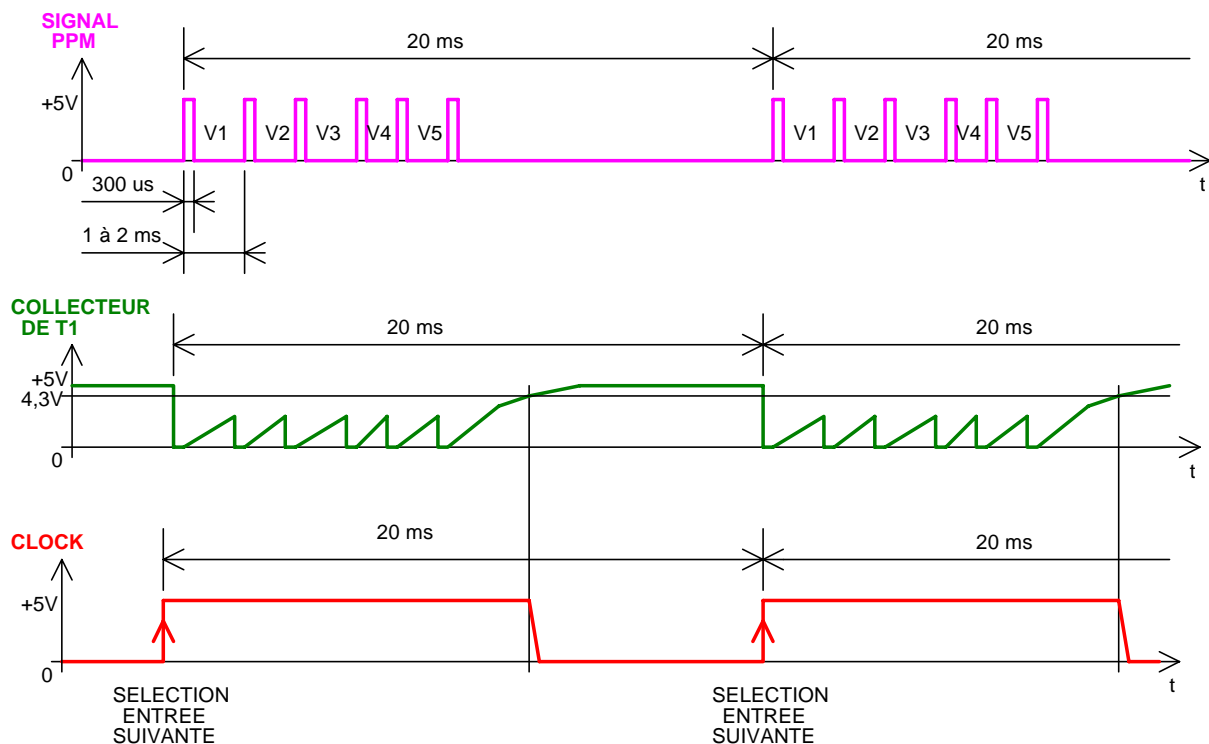 SIGNAL
PPM
20 ms
20 ms
+5V
V1
V2
V3
V4
V5
V1
V2
V3
V4
V5
0
t
300 us
1 à 2 ms
COLLECTEUR
DE T1
20 ms
20 ms
+5V
4,3V
0
t
CLOCK
20 ms
20 ms
+5V
0
t
SELECTION
ENTREE
SUIVANTE
SELECTION
ENTREE
SUIVANTE